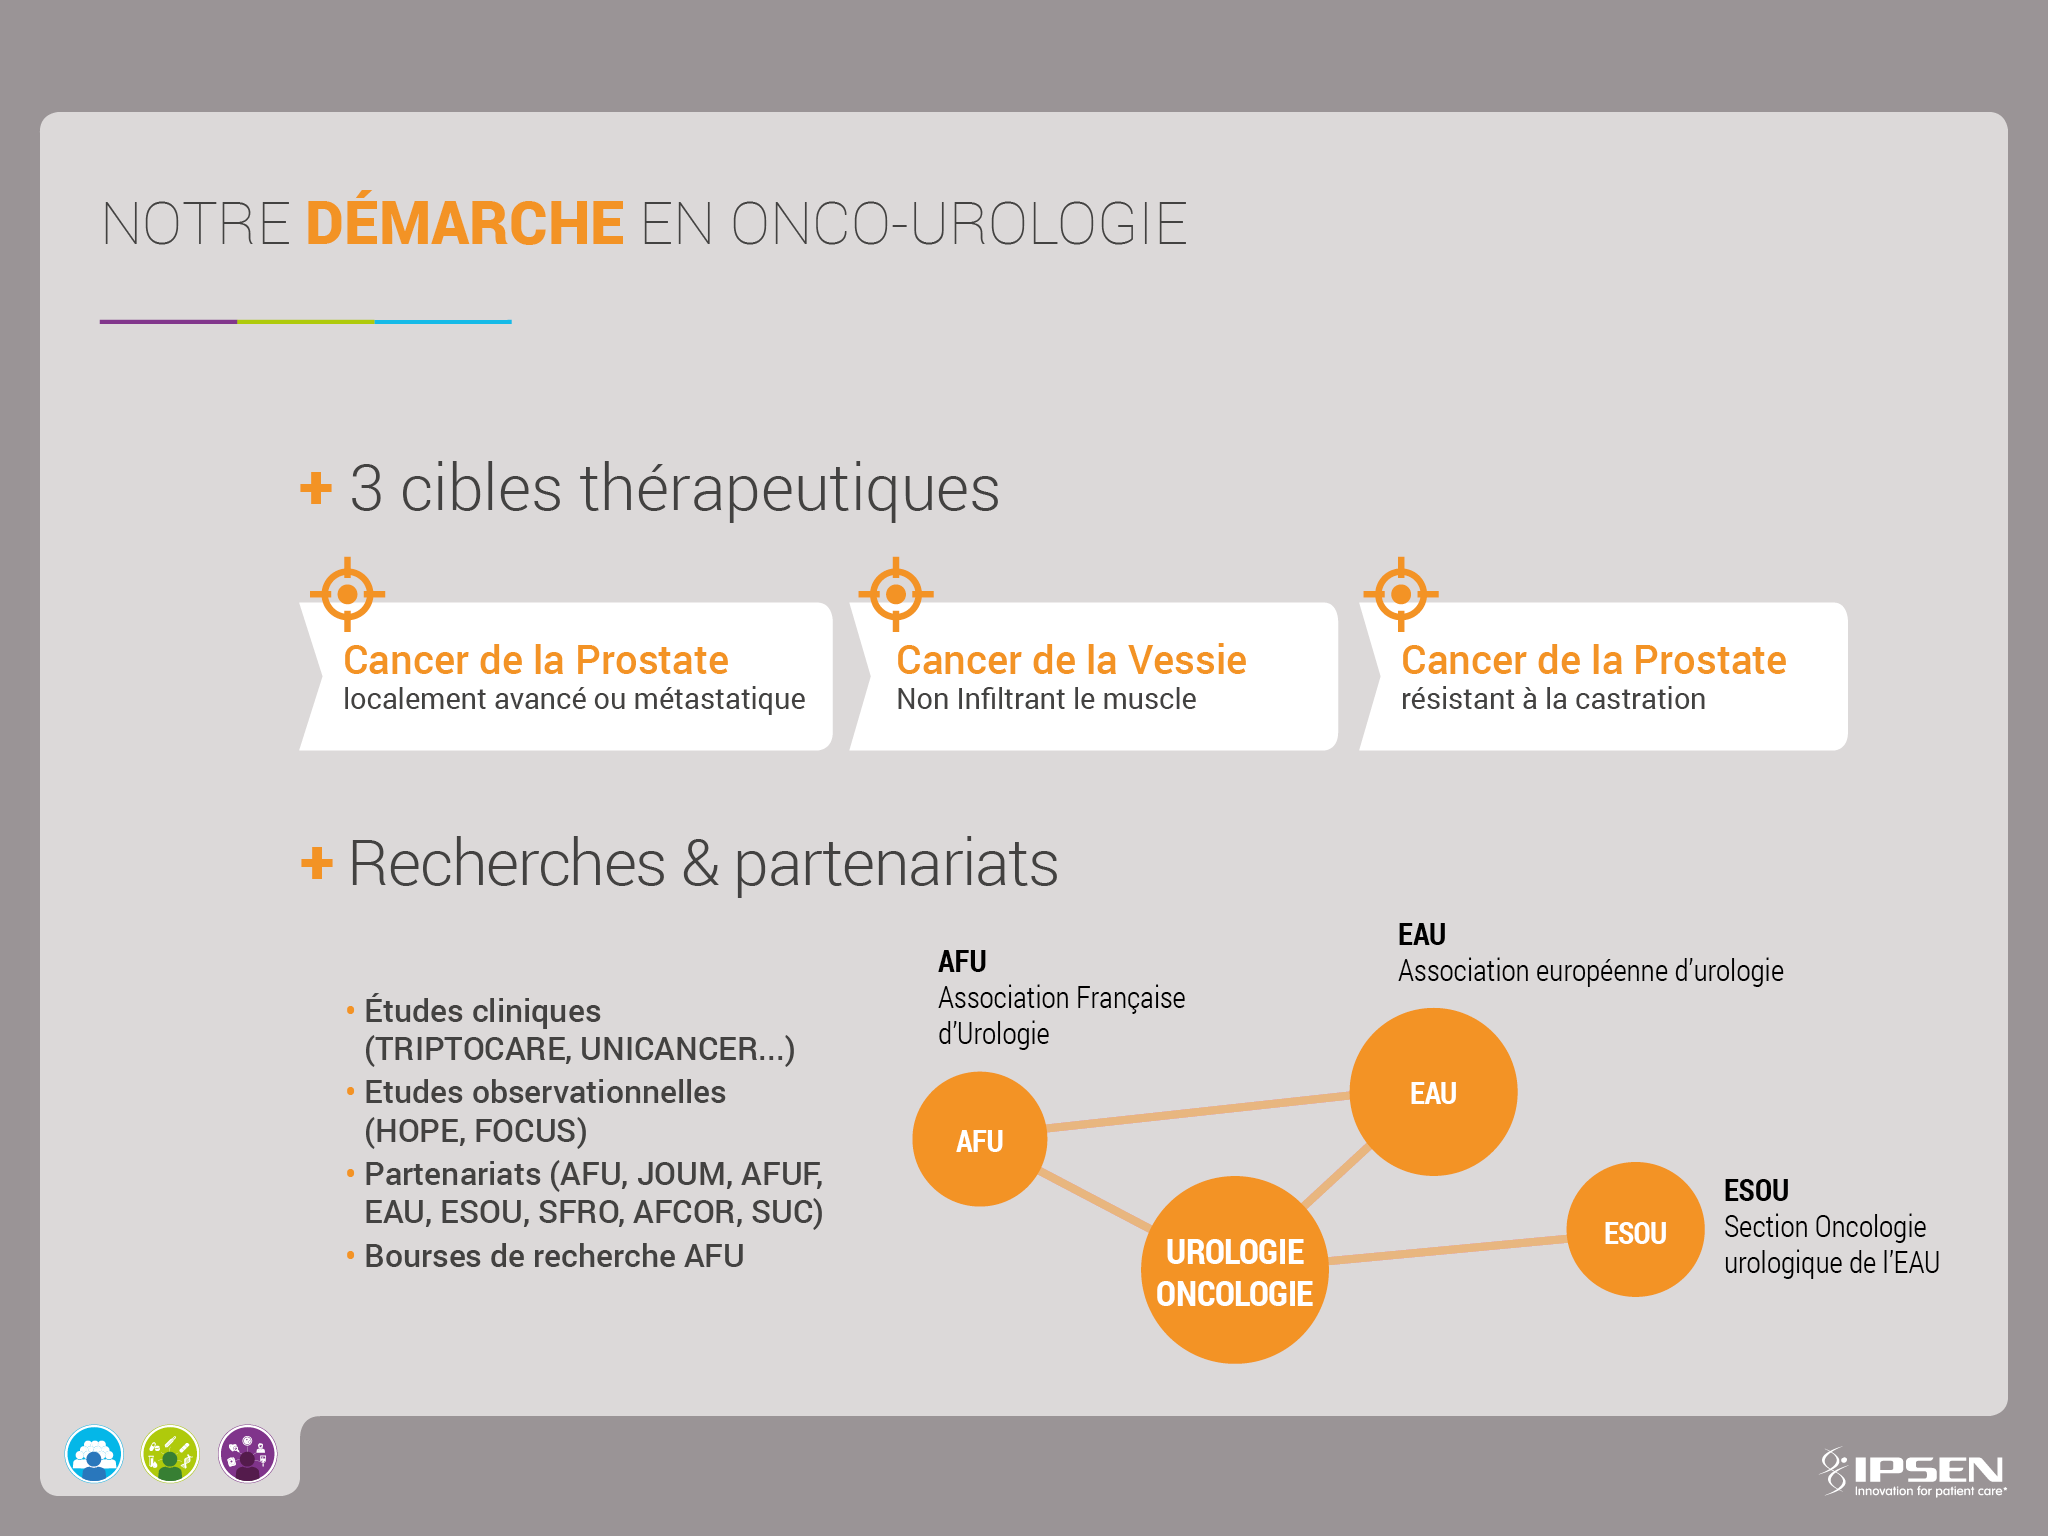 NOTRE DÉMARCHE EN ONCO-UROLOGIE
+ 3 cibles thérapeutiques
Cancer de la Prostate
localement avancé ou métastatique
Cancer de la Vessie
Non Infiltrant le muscle
Cancer de la Prostate
résistant à la castration
+ Recherches & partenariats
• Études cliniques
(TRIPTOCARE, UNICANCER...)
• Etudes observationnelles
(HOPE, FOCUS)
• Partenariats (AFU, JOUM, AFUF,
EAU, ESOU, SFRO, AFCOR, SUC)
• Bourses de recherche AFU
AFU
Association Française
d'Urologie
EAU
Association européenne d'urologie
AFU
EAU
UROLOGIE
ONCOLOGIE
ESOU
ESOU
Section Oncologie
urologique de l'EAU
IPSEN
Innovation for patient care*